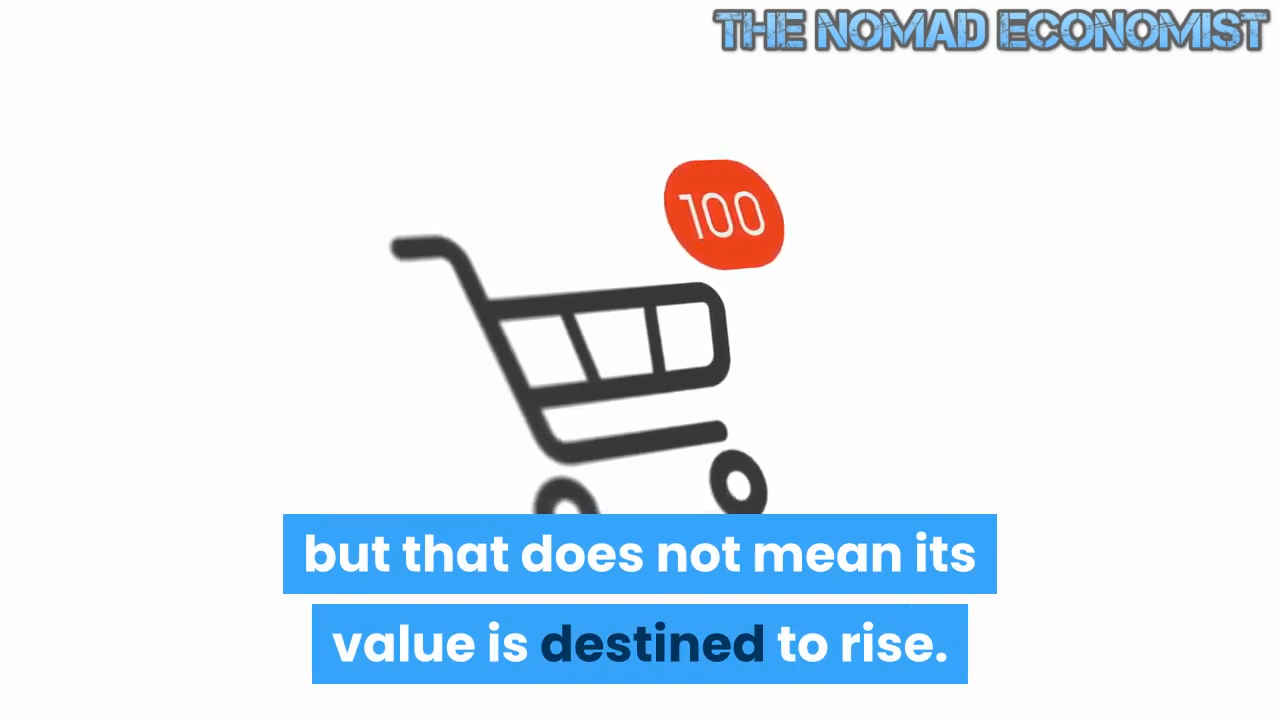 THE NOMAD ECONOMIST
100
but that does not mean its
value is destined to rise.